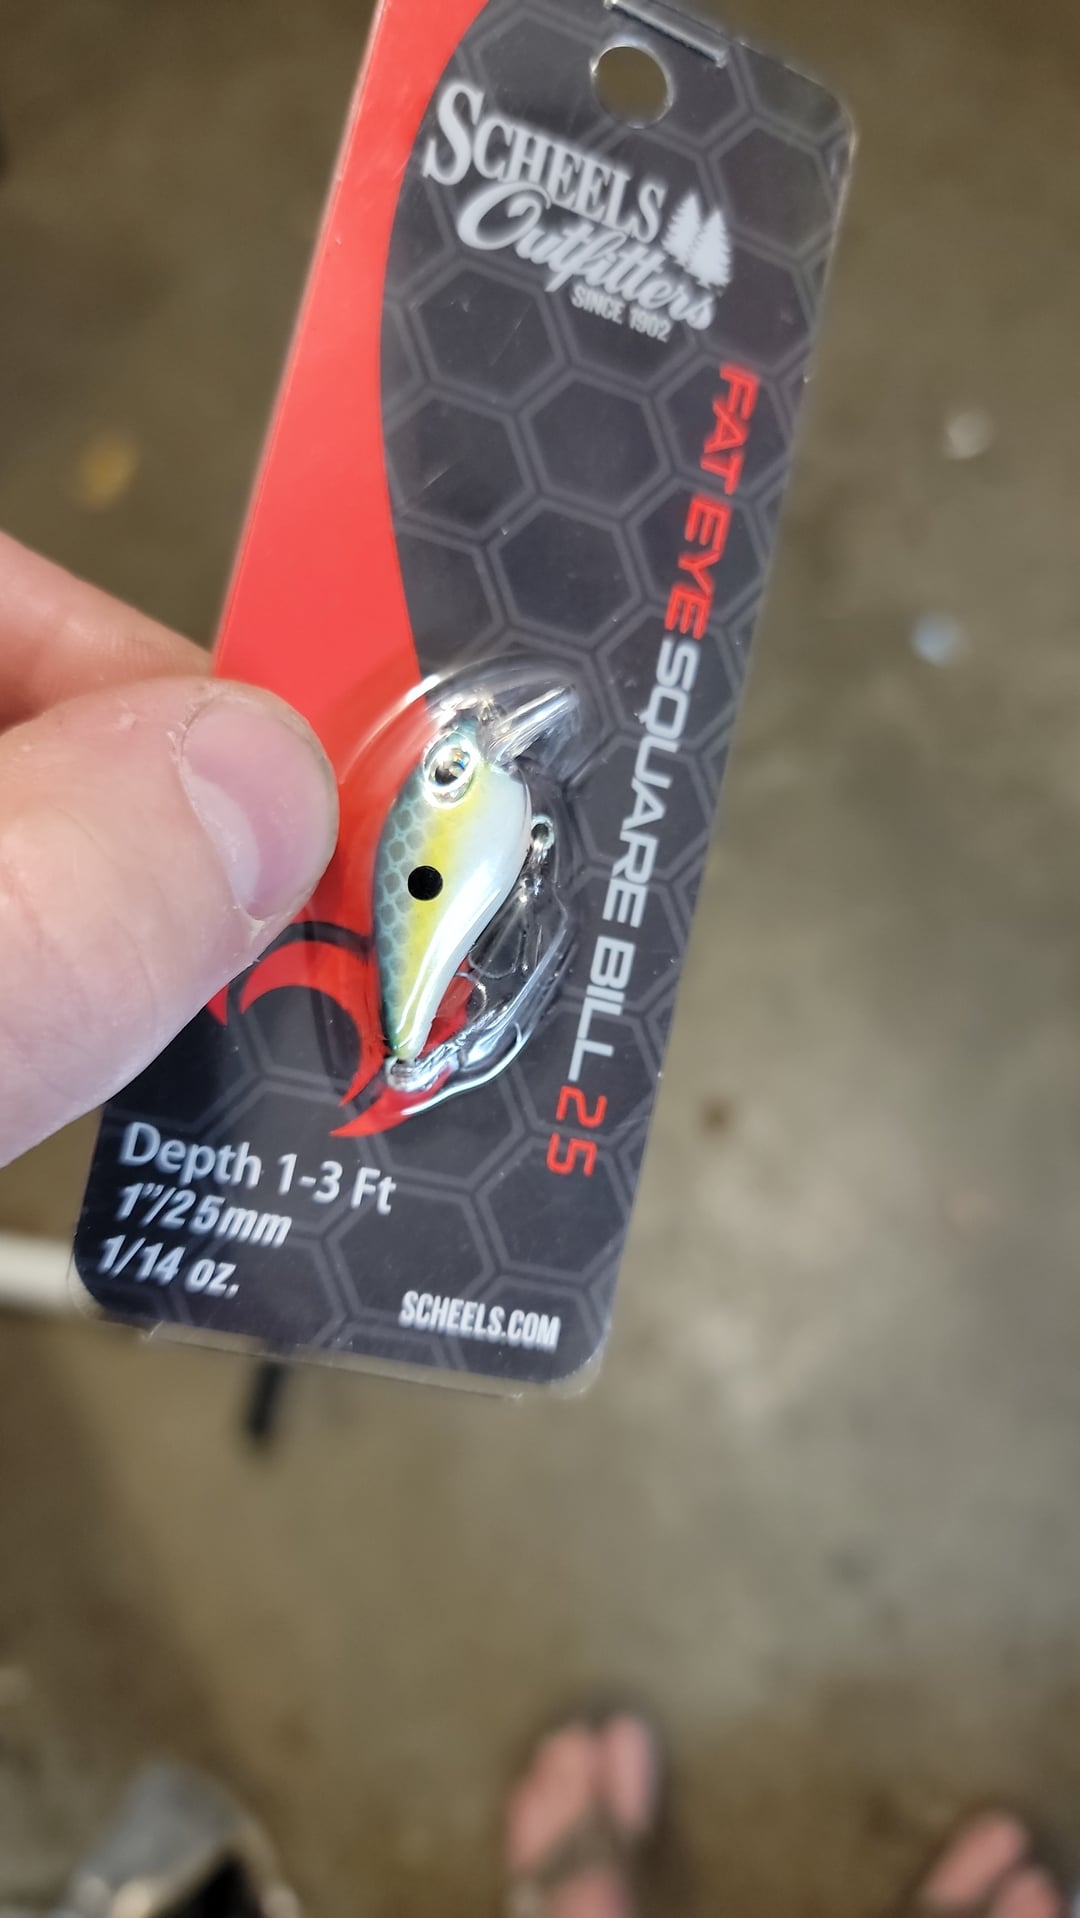 SCHEELS
Outfitters
SINCE 1902
FAT EYE SQUARE BILL 25
Depth 1-3 Ft
1"/25mm
1/14 oz.
SCHEELS.COM